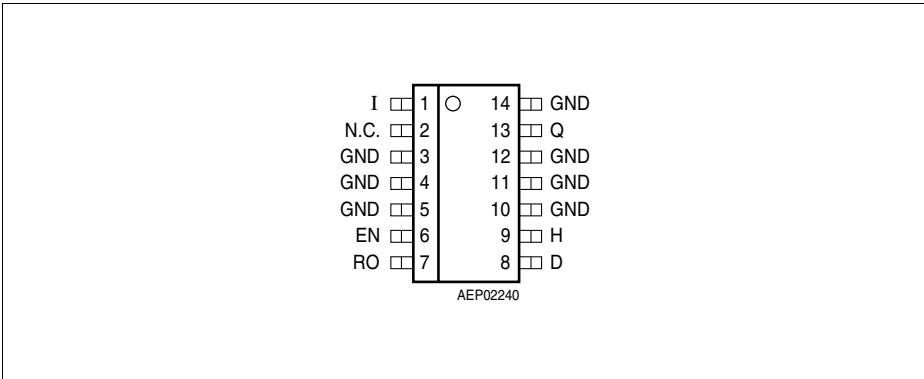 I 1 14 GND
N.C. 2 13 Q
GND 3 12 GND
GND 4 11 GND
GND 5 10 GND
EN 6 9 H
RO 7 8 D
AEP02240